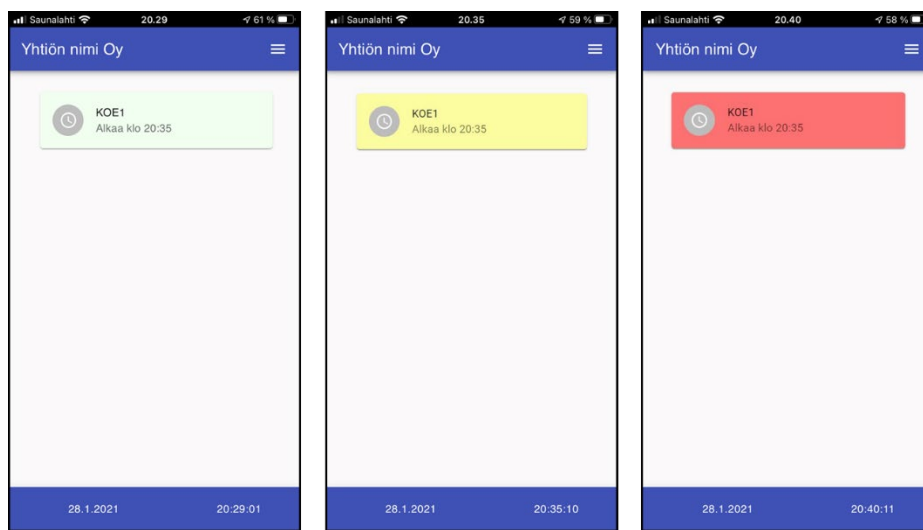 Saunalahti 20.29 61 %
Yhtiön nimi Oy
KOE1
Alkaa klo 20:35
28.1.2021 20:29:01
Saunalahti 20.35 59 %
Yhtiön nimi Oy
KOE1
Alkaa klo 20:35
28.1.2021 20:35:10
Saunalahti 20.40 58 %
Yhtiön nimi Oy
KOE1
Alkaa klo 20:35
28.1.2021 20:40:11